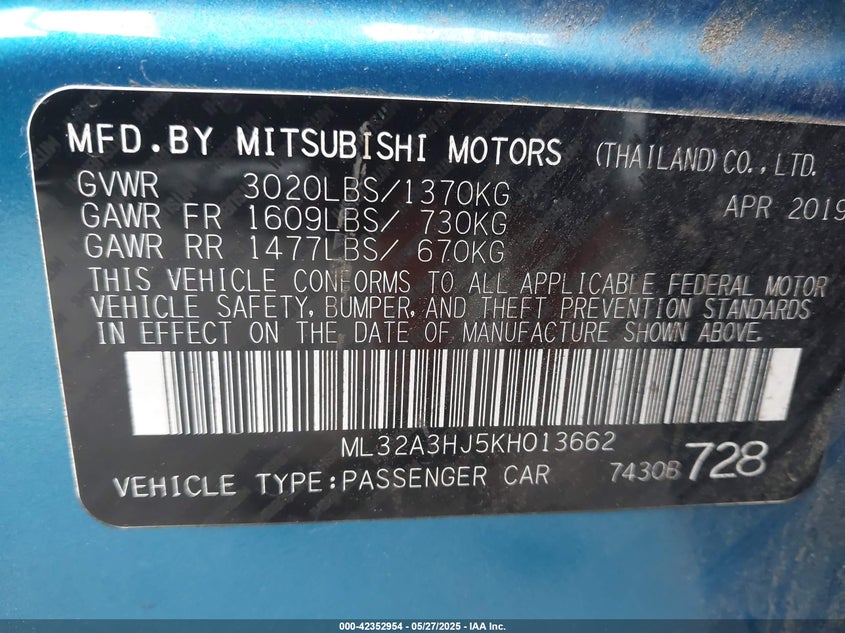 MFD.BY MITSUBISHI MOTORS (THAILAND) CO.,LTD.
GVWR 3020LBS/1370KG
APR 2019
GAWR FR 1609LBS/ 730KG
GAWR RR 1477LBS/ 670KG
THIS VEHICLE CONFORMS TO ALL APPLICABLE FEDERAL MOTOR
VEHICLE SAFETY, BUMPER, AND THEFT PREVENTION STANDARDS
IN EFFECT ON THE DATE OF MANUFACTURE SHOWN ABOVE.
ML32A3HJ5KH013662
VEHICLE TYPE:PASSENGER CAR 7430B 728
000-42352954 — 05/27/2025 — IAA Inc.